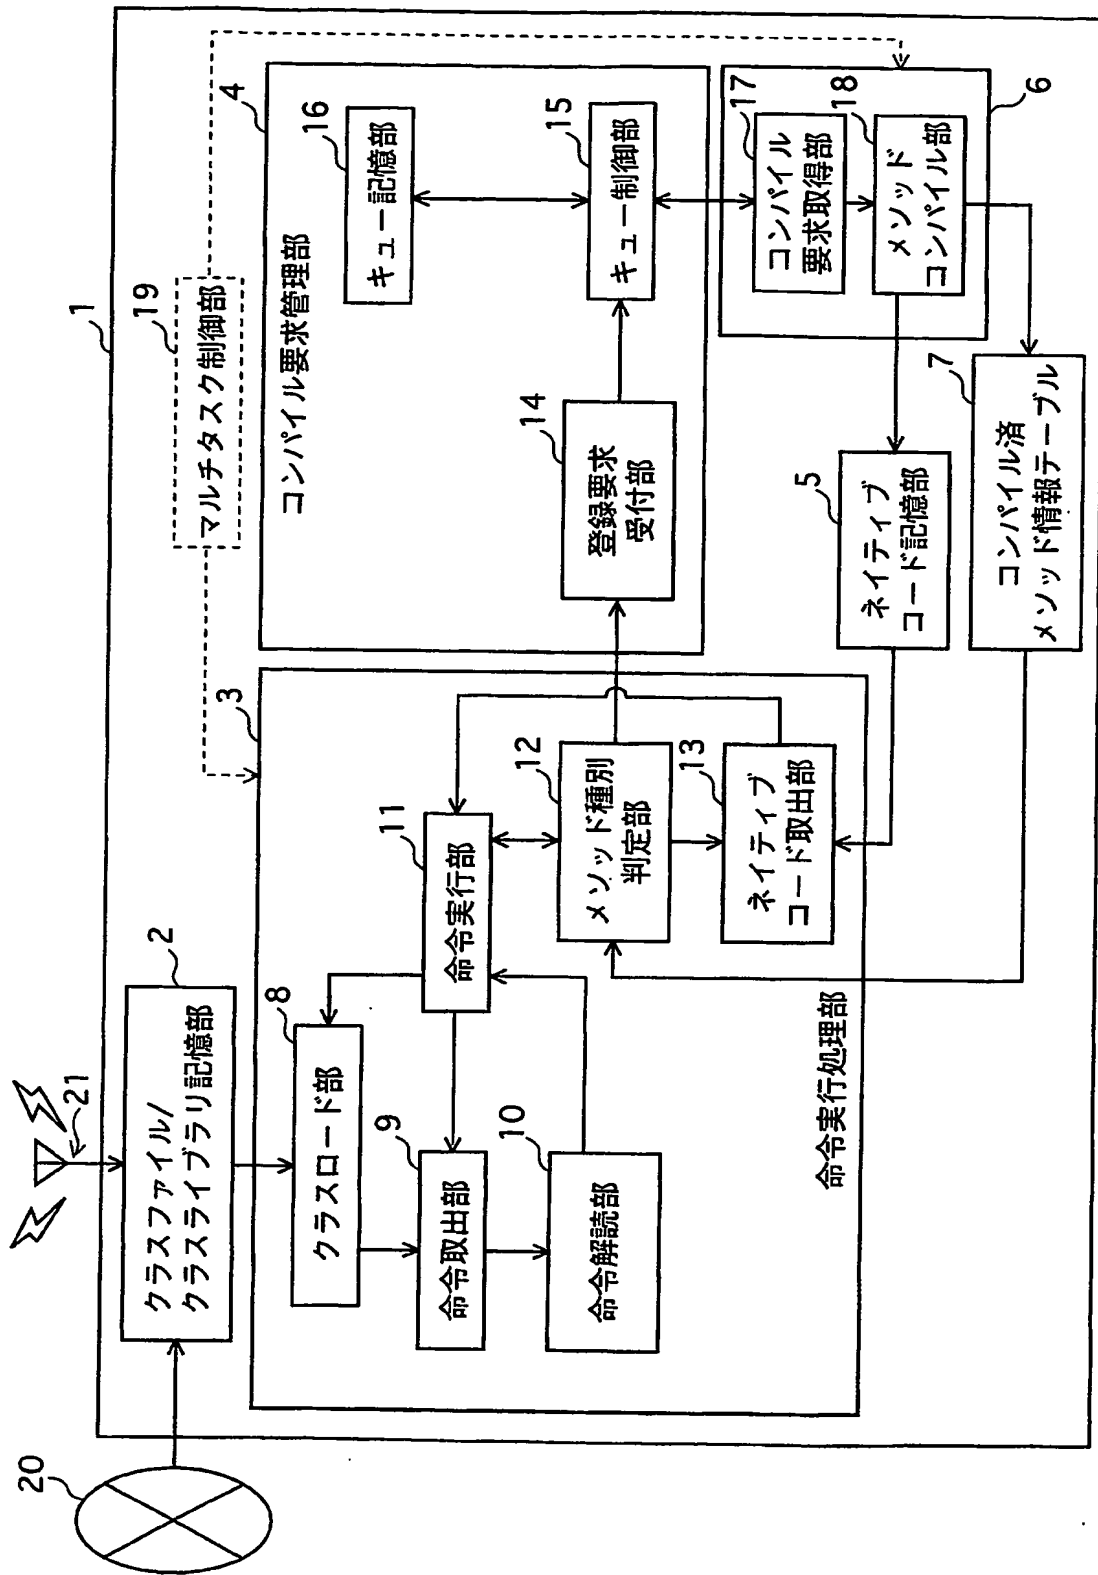 1
19
マルチタスク制御部
21
2
クラスファイル/
クラスライブラリ記憶部
20
3
8
クラスロード部
9
命令取出部
10
命令解読部
11
命令実行部
12
メソッド種別
判定部
13
ネイティブ
コード取出部
命令実行処理部
4
コンパイル要求管理部
14
登録要求
受付部
15
キュー制御部
16
キュー記憶部
17
コンパイル
要求取得部
18
メソッド
コンパイル部
6
5
ネイティブ
コード記憶部
7
コンパイル済
メソッド情報テーブル